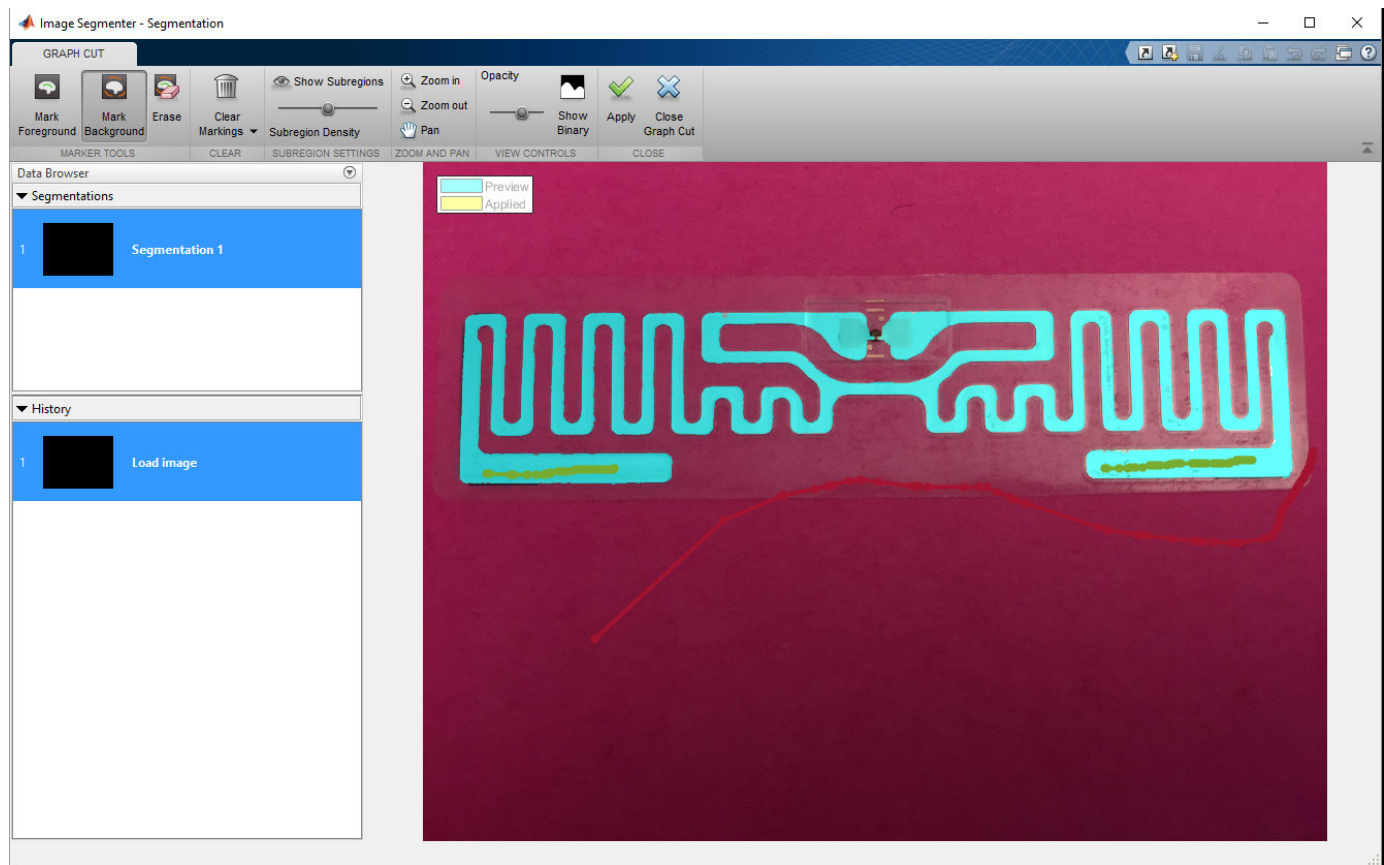 Image Segmenter - Segmentation
GRAPH CUT
Mark Foreground
Mark Background
Erase
Clear Markings
Show Subregions
Subregion Density
Zoom in
Zoom out
Pan
Opacity
Show Binary
Apply
Close Graph Cut
MARKER TOOLS
CLEAR
SUBREGION SETTINGS
ZOOM AND PAN
VIEW CONTROLS
CLOSE
Data Browser
Segmentations
1
Segmentation 1
History
1
Load image
Preview
Applied